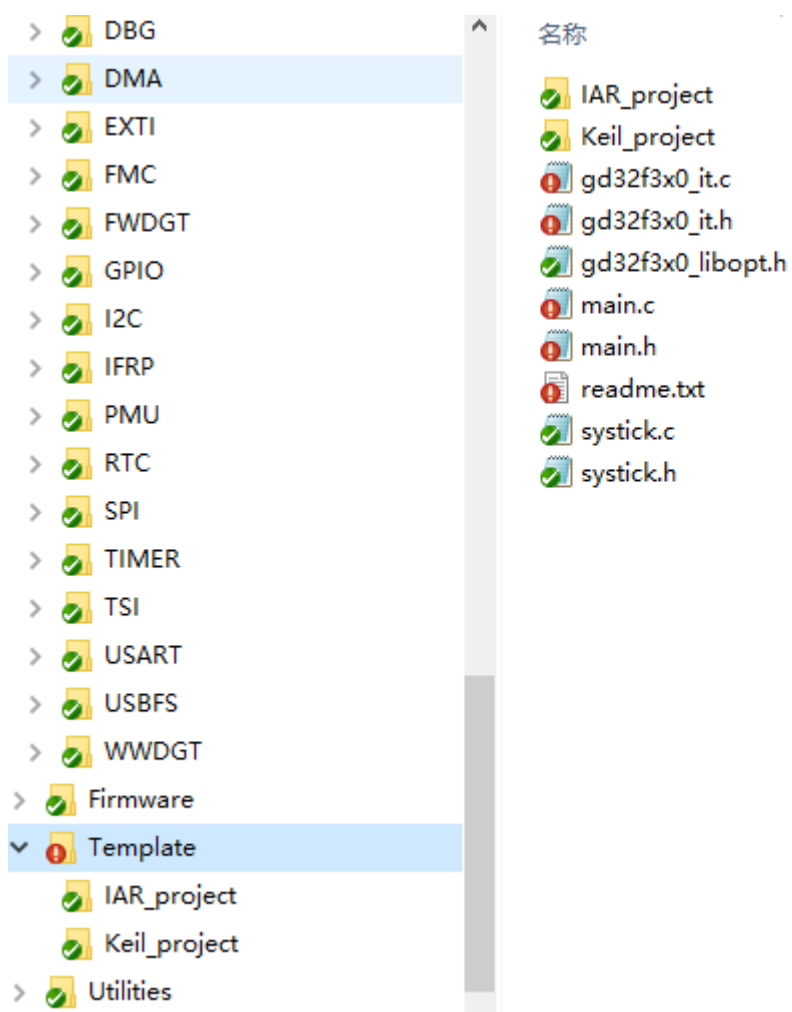 DBG
DMA
EXTI
FMC
FWDGT
GPIO
I2C
IFRP
PMU
RTC
SPI
TIMER
TSI
USART
USBFS
WWDGT
Firmware
Template
IAR_project
Keil_project
Utilities
名称
IAR_project
Keil_project
gd32f3x0_it.c
gd32f3x0_it.h
gd32f3x0_libopt.h
main.c
main.h
readme.txt
systick.c
systick.h